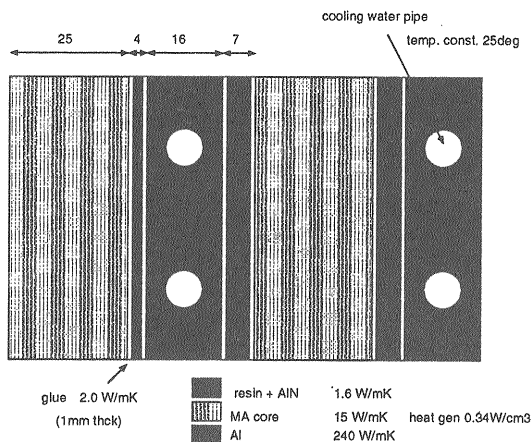 cooling water pipe
temp. const. 25deg
25 4 16 7
glue 2.0 W/mK
(1mm thck)
resin + AlN 1.6 W/mK
MA core 15 W/mK heat gen 0.34W/cm3
Al 240 W/mK